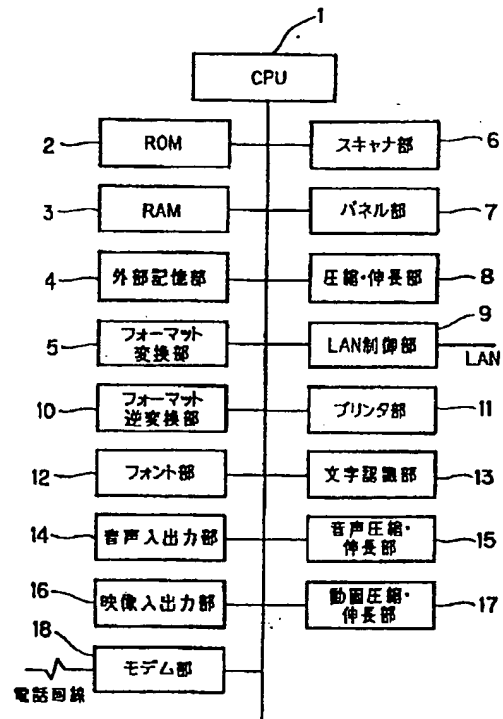 1
CPU
2
ROM
スキャナ部
6
3
RAM
パネル部
7
4
外部記憶部
圧縮・伸長部
8
5
フォーマット
変換部
LAN制御部
9
LAN
10
フォーマット
逆変換部
プリンタ部
11
12
フォント部
文字認識部
13
14
音声入出力部
音声圧縮・
伸長部
15
16
映像入出力部
動画圧縮・
伸長部
17
18
モデム部
電話回線